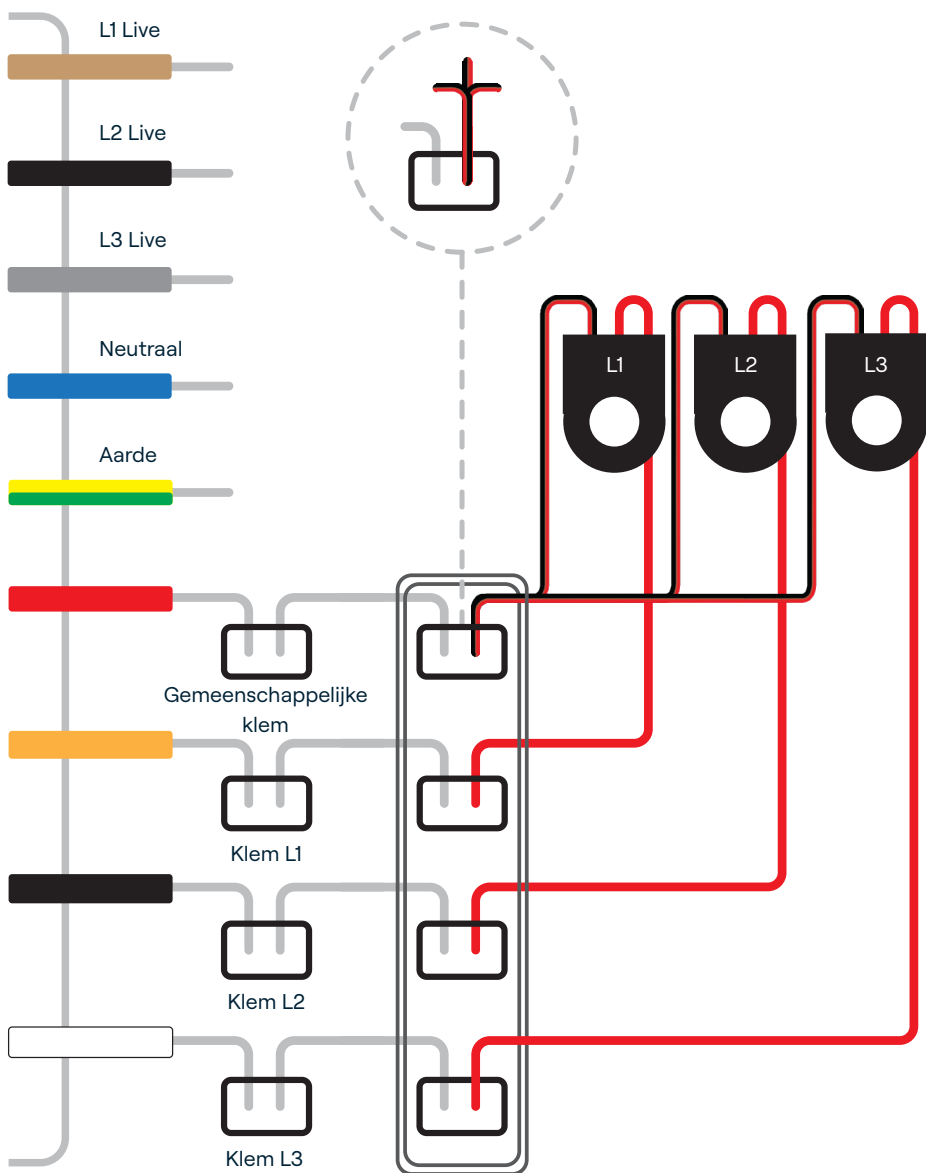 L1 Live
L2 Live
L3 Live
Neutraal
Aarde
L1
L2
L3
Gemeenschappelijke
klem
Klem L1
Klem L2
Klem L3